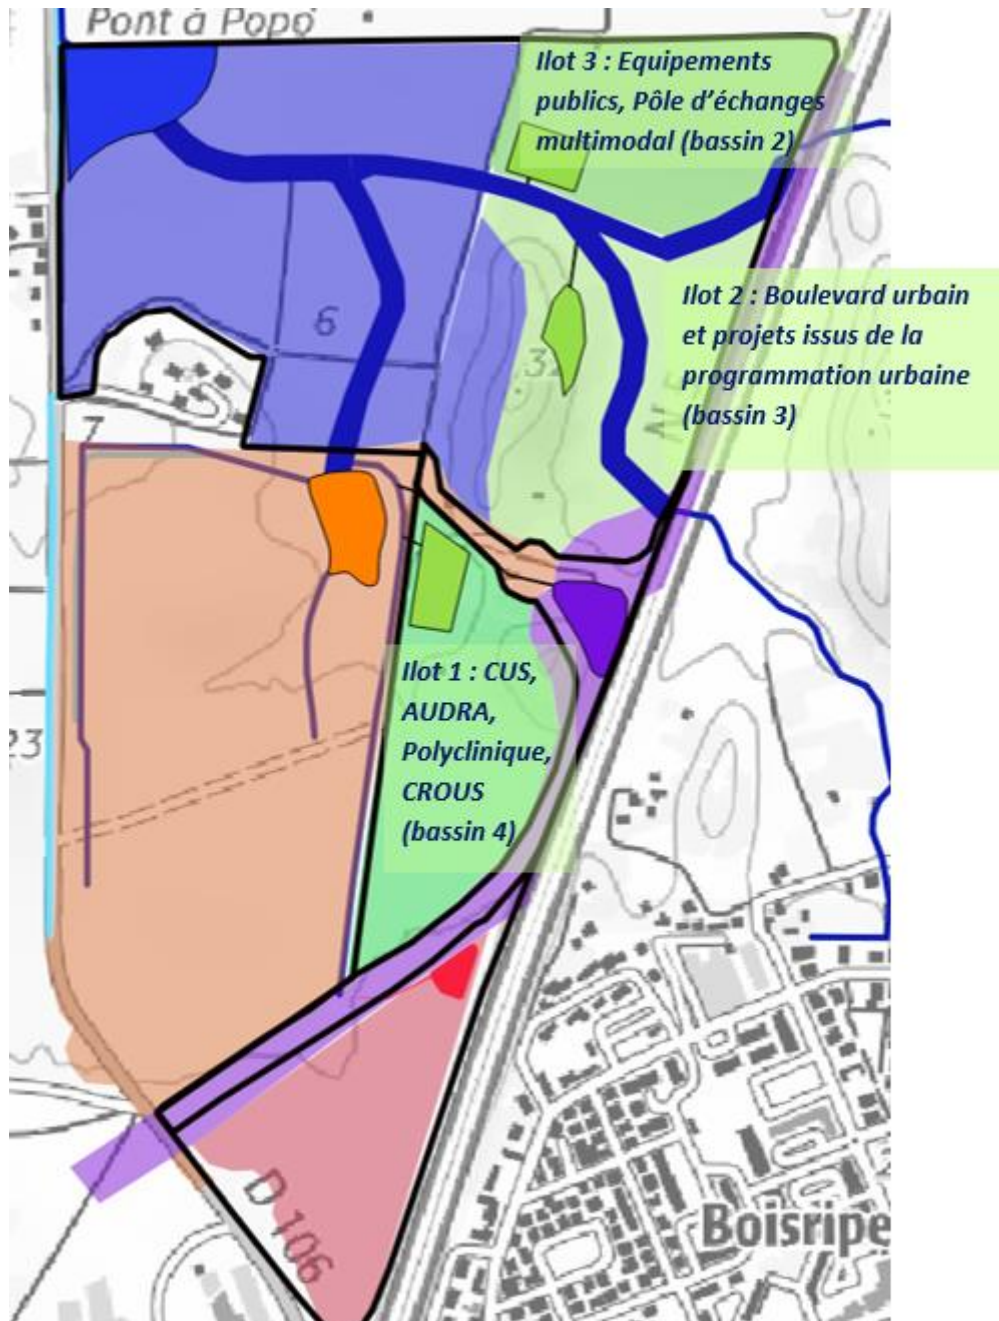 Pont à Popo
Ilot 3 : Equipements
publics, Pôle d'échanges
multimodal (bassin 2)
Ilot 2 : Boulevard urbain
et projets issus de la
programmation urbaine
(bassin 3)
6
32
7
23
Ilot 1 : CUS,
AUDRA,
Polyclinique,
CROUS
(bassin 4)
D 106
Boisripe